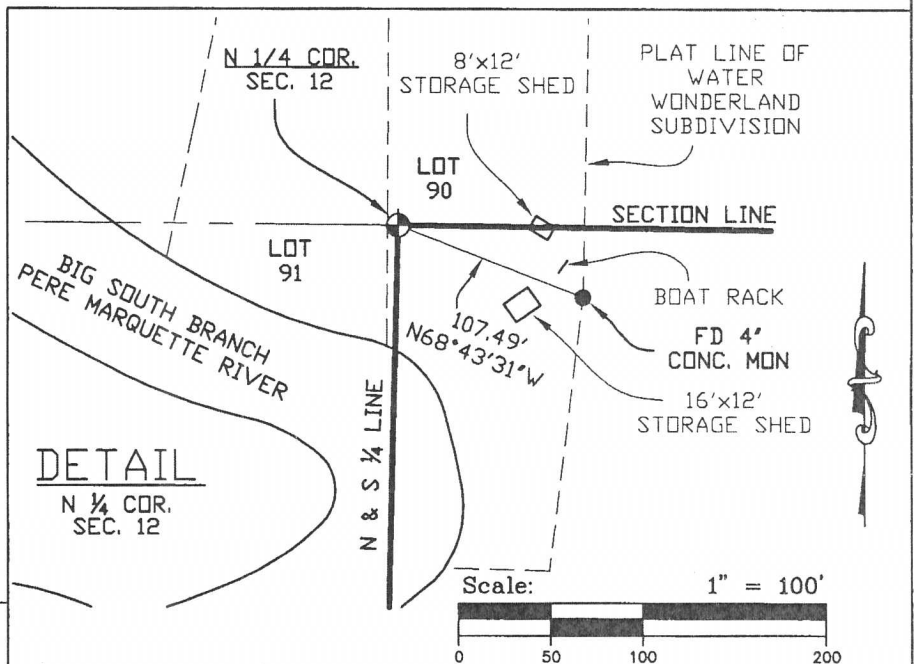 N 1/4 COR.
SEC. 12
8'x12'
STORAGE SHED
PLAT LINE OF
WATER
WONDERLAND
SUBDIVISION
LOT
90
SECTION LINE
LOT
91
BIG SOUTH BRANCH
PERE MARQUETTE RIVER
107.49'
N68°43'31"W
BOAT RACK
FD 4"
CONC. MON
16'x12'
STORAGE SHED
N & S 1/4 LINE
DETAIL
N 1/4 COR.
SEC. 12
Scale: 1" = 100'
0 50 100 200